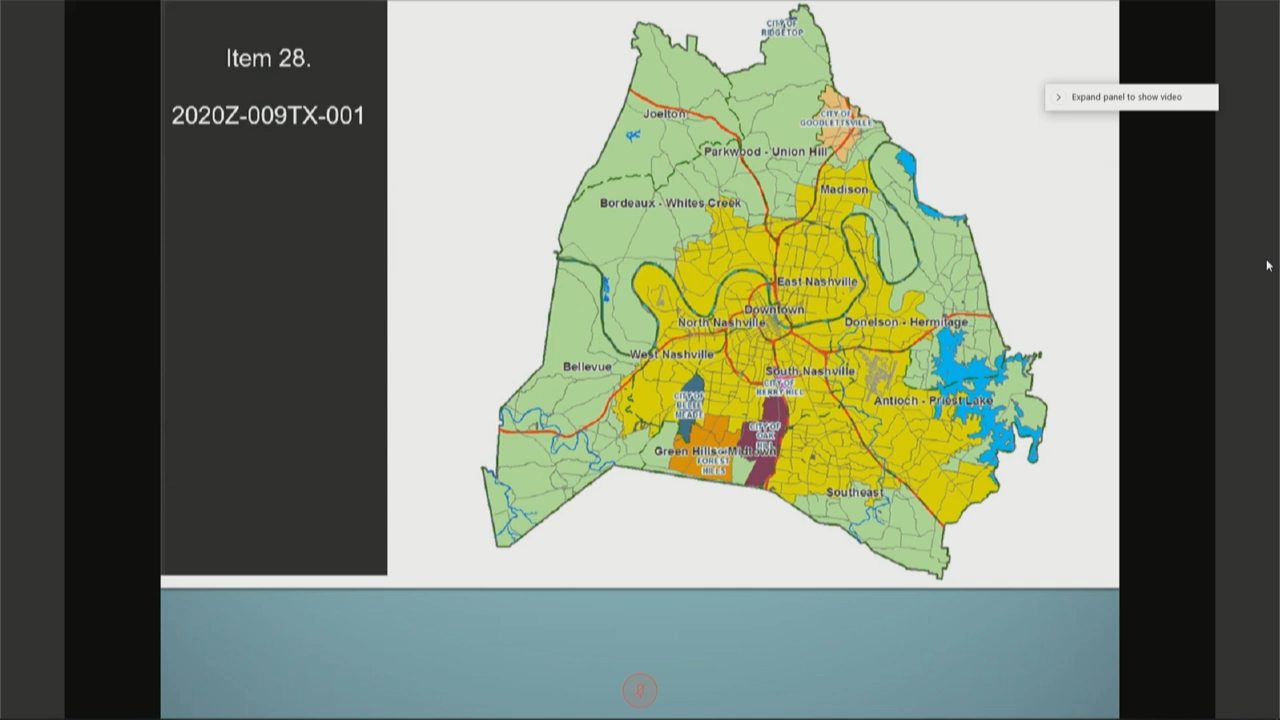 Item 28.
2020Z-009TX-001
CITY OF
RIDGETOP
Expand panel to show video
Joelton
CITY OF
GOODLETTSVILLE
Parkwood - Union Hill
Madison
Bordeaux - Whites Creek
East Nashville
Downtown
North Nashville
Donelson - Hermitage
West Nashville
Bellevue
South Nashville
CITY OF
BERRY HILL
CITY OF
BELLE
MEADE
Antioch - Priest Lake
CITY OF
OAK
HILL
Green Hills - Midtown
FOREST
HILLS
Southeast